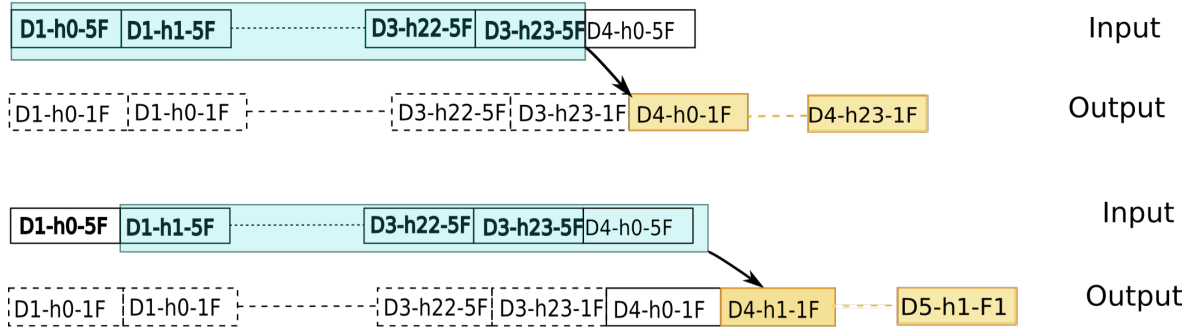 D1-h0-5F D1-h1-5F D3-h22-5F D3-h23-5F D4-h0-5F Input
D1-h0-1F D1-h0-1F D3-h22-5F D3-h23-1F D4-h0-1F D4-h23-1F Output
D1-h0-5F D1-h1-5F D3-h22-5F D3-h23-5F D4-h0-5F Input
D1-h0-1F D1-h0-1F D3-h22-5F D3-h23-1F D4-h0-1F D4-h1-1F D5-h1-F1 Output